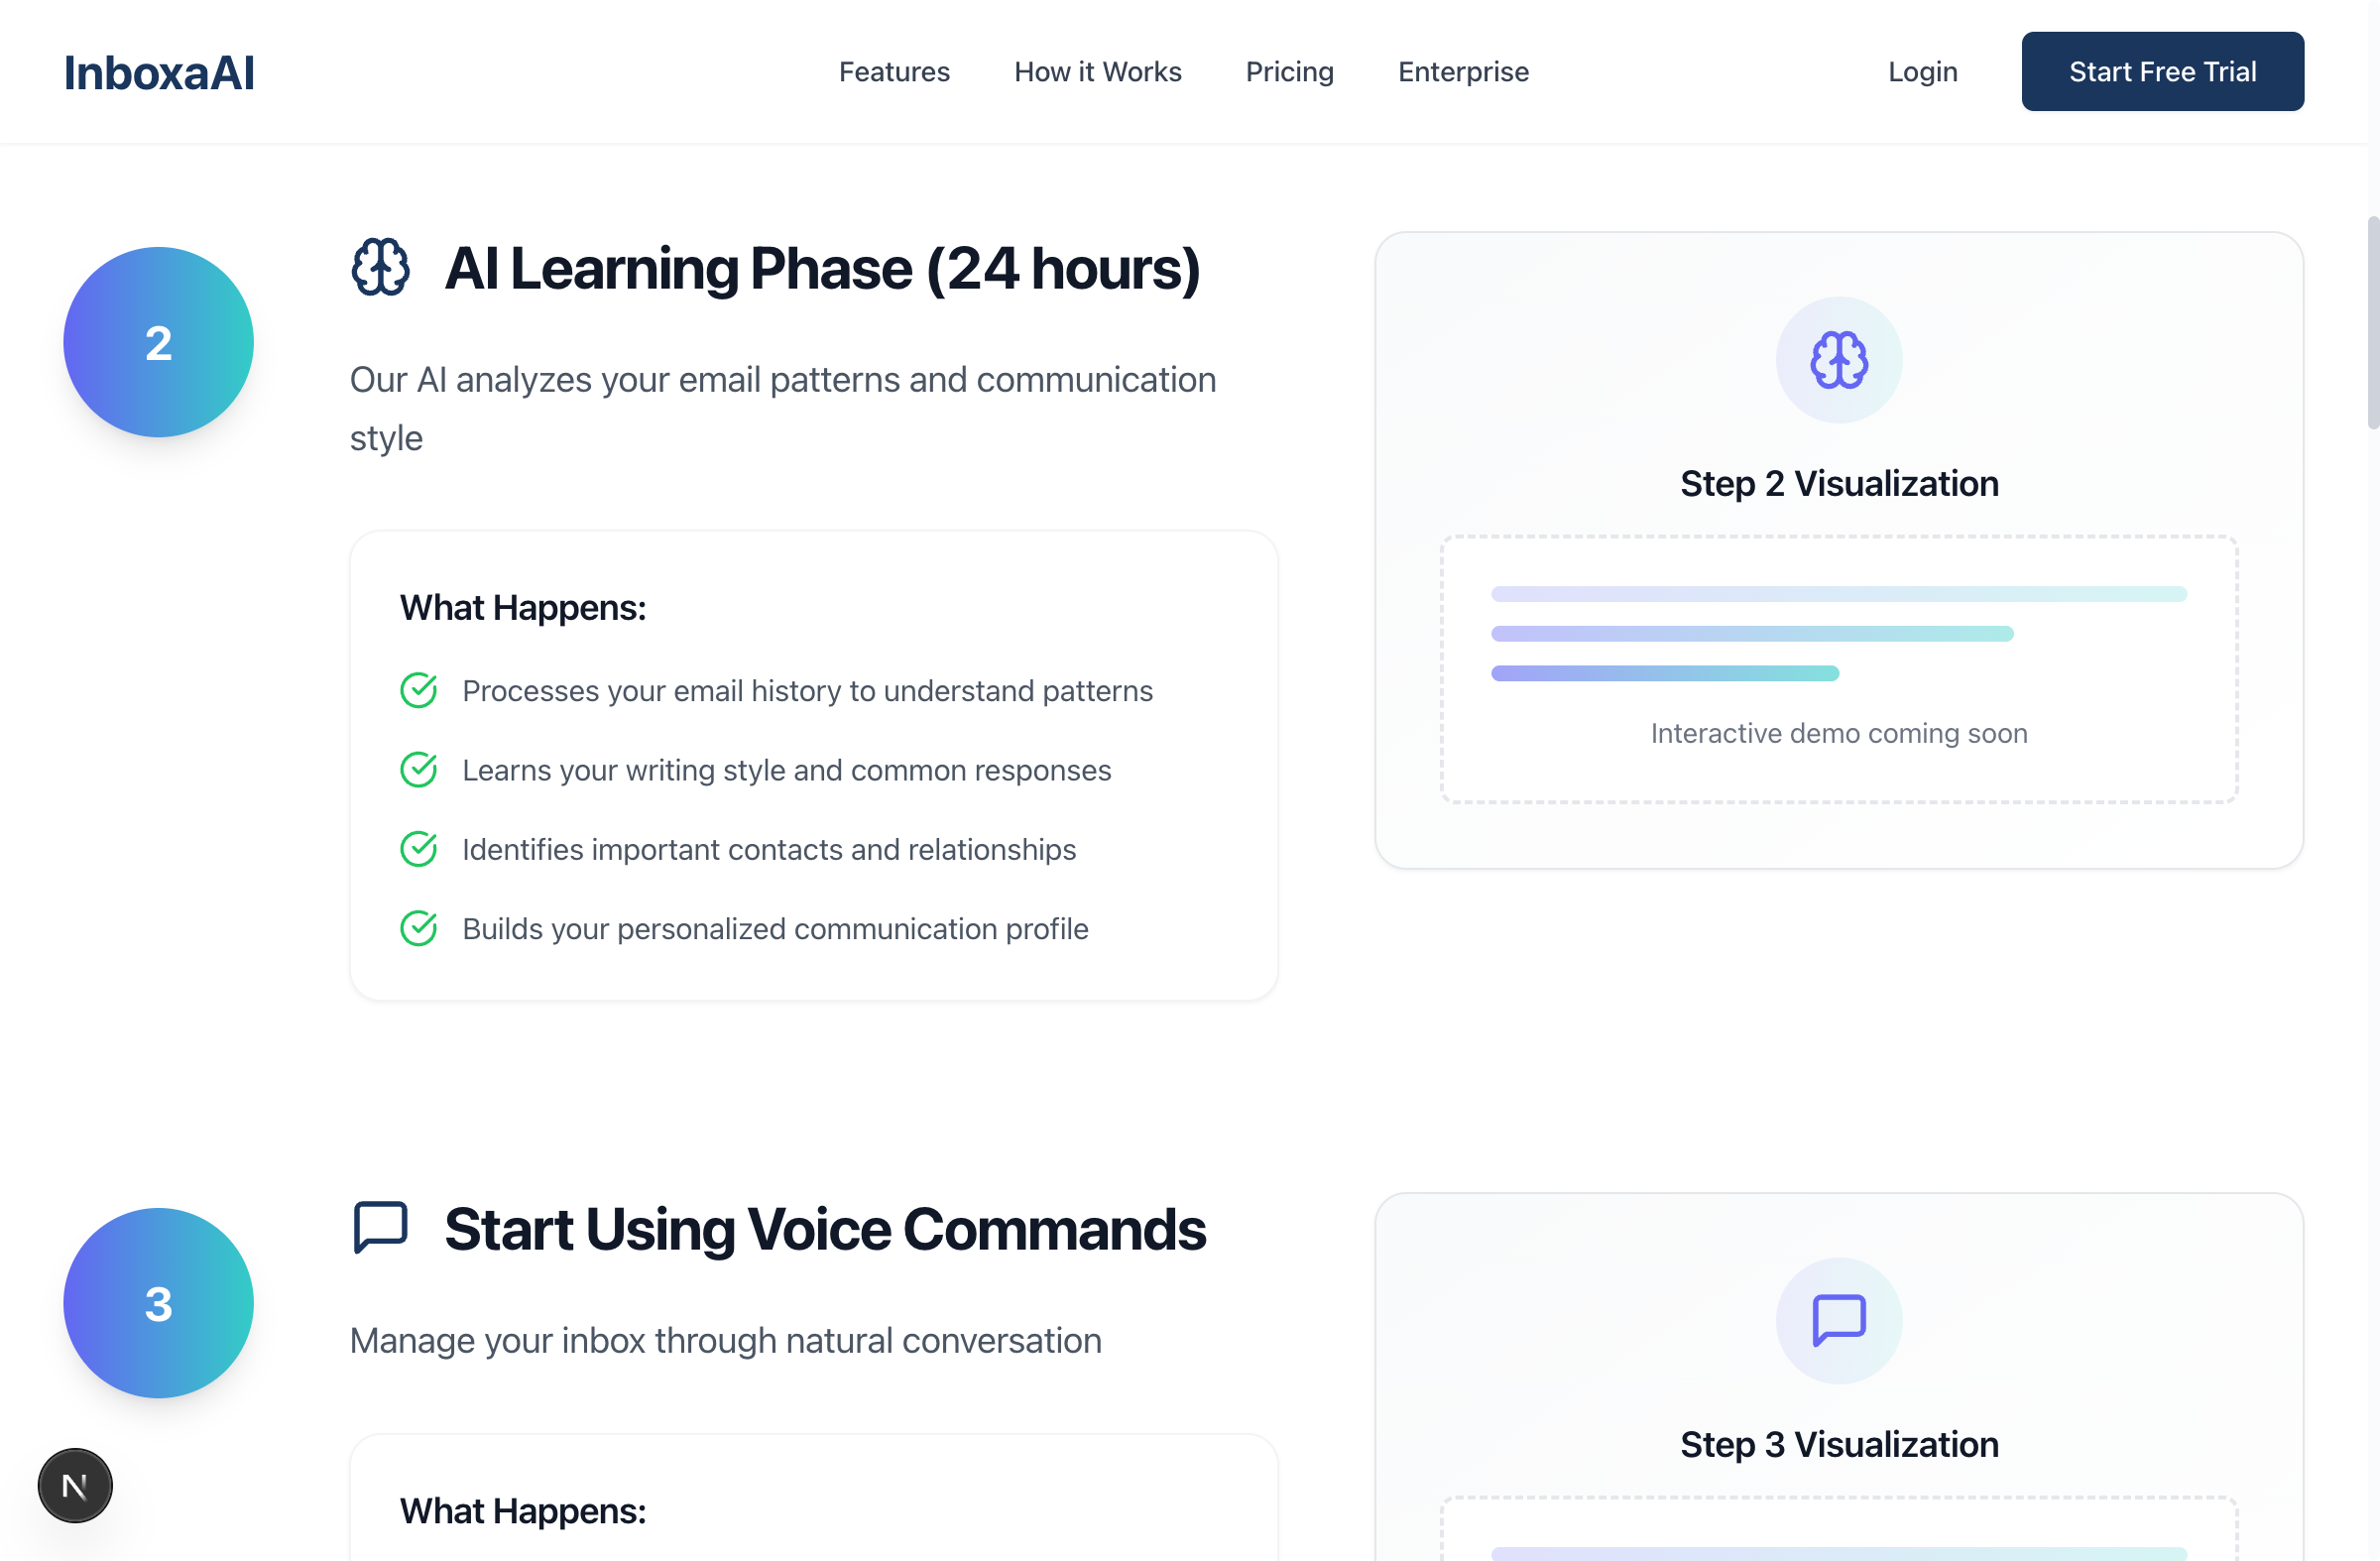 InboxaAI
Features
How it Works
Pricing
Enterprise
Login
Start Free Trial
2
AI Learning Phase (24 hours)
Our AI analyzes your email patterns and communication
style
What Happens:
Processes your email history to understand patterns
Learns your writing style and common responses
Identifies important contacts and relationships
Builds your personalized communication profile
Step 2 Visualization
Interactive demo coming soon
3
Start Using Voice Commands
Manage your inbox through natural conversation
What Happens:
Step 3 Visualization
N